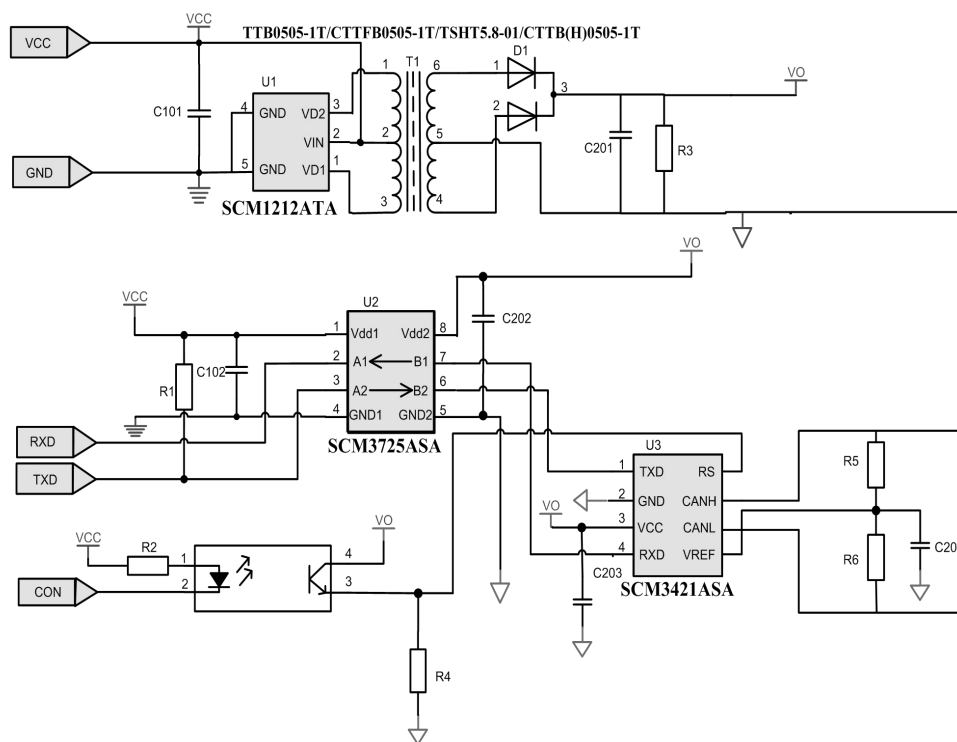 TTB0505-1T/CTTFB0505-1T/TSHT5.8-01/CTTB(H)0505-1T
VCC
VCC
C101
GND
U1
4 GND VD2 3
VIN 2
5 GND VD1 1
SCM1212ATA
T1
1 6
2 5
3 4
D1
1
2
3
VO
C201
R3
VO
VCC
U2
1 Vdd1 Vdd2 8
2 A1 B1 7
3 A2 B2 6
4 GND1 GND2 5
SCM3725ASA
C202
R1
C102
RXD
TXD
U3
1 TXD RS
2 GND CANH
3 VCC CANL
4 RXD VREF
SCM3421ASA
VO
C203
R5
R6
C20
VCC
R2
1
2
CON
VO
4
3
R4